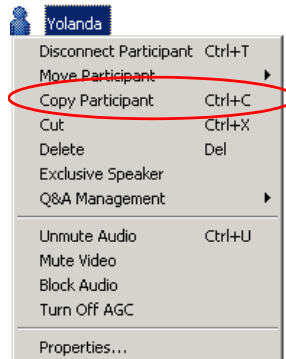 Yolanda
Disconnect Participant Ctrl+T
Move Participant
Copy Participant Ctrl+C
Cut Ctrl+X
Delete Del
Exclusive Speaker
Q&A Management
Unmute Audio Ctrl+U
Mute Video
Block Audio
Turn Off AGC
Properties...